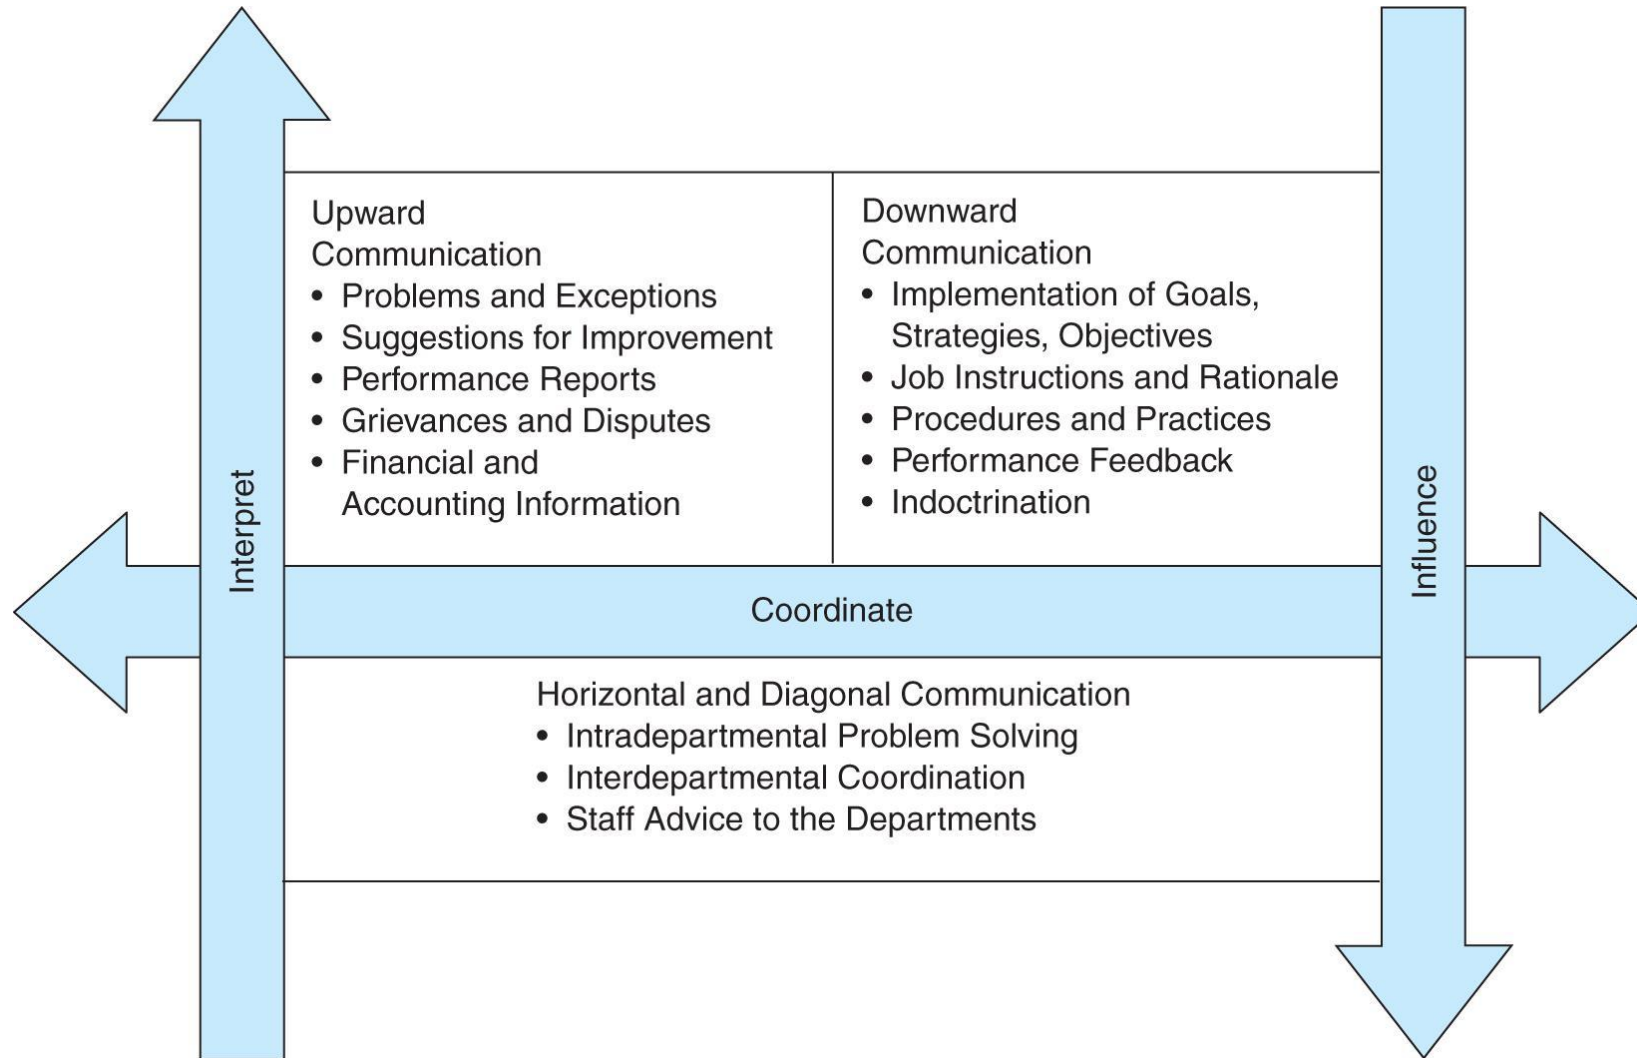 Upward
Communication
• Problems and Exceptions
• Suggestions for Improvement
• Performance Reports
• Grievances and Disputes
• Financial and
Accounting Information
Downward
Communication
• Implementation of Goals,
Strategies, Objectives
• Job Instructions and Rationale
• Procedures and Practices
• Performance Feedback
• Indoctrination
Interpret
Coordinate
Influence
Horizontal and Diagonal Communication
• Intradepartmental Problem Solving
• Interdepartmental Coordination
• Staff Advice to the Departments